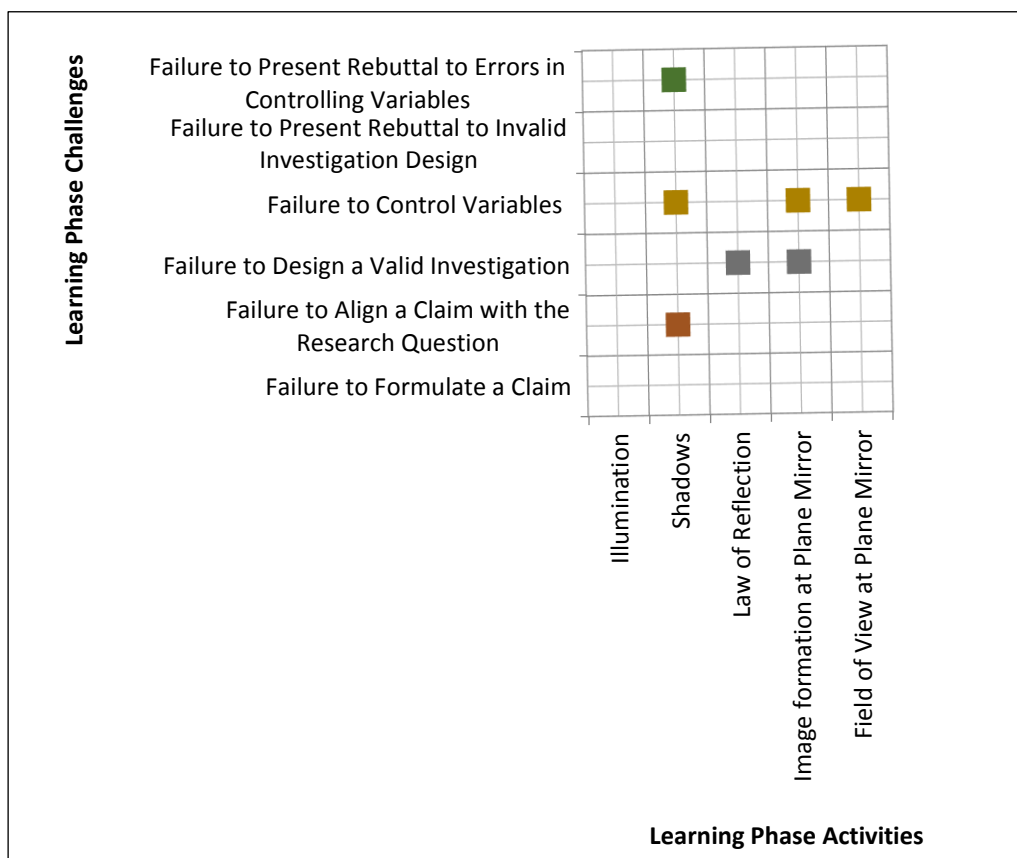 Learning Phase Challenges
Failure to Present Rebuttal to Errors in
Controlling Variables
Failure to Present Rebuttal to Invalid
Investigation Design
Failure to Control Variables
Failure to Design a Valid Investigation
Failure to Align a Claim with the
Research Question
Failure to Formulate a Claim
Illumination
Shadows
Law of Reflection
Image formation at Plane Mirror
Field of View at Plane Mirror
Learning Phase Activities